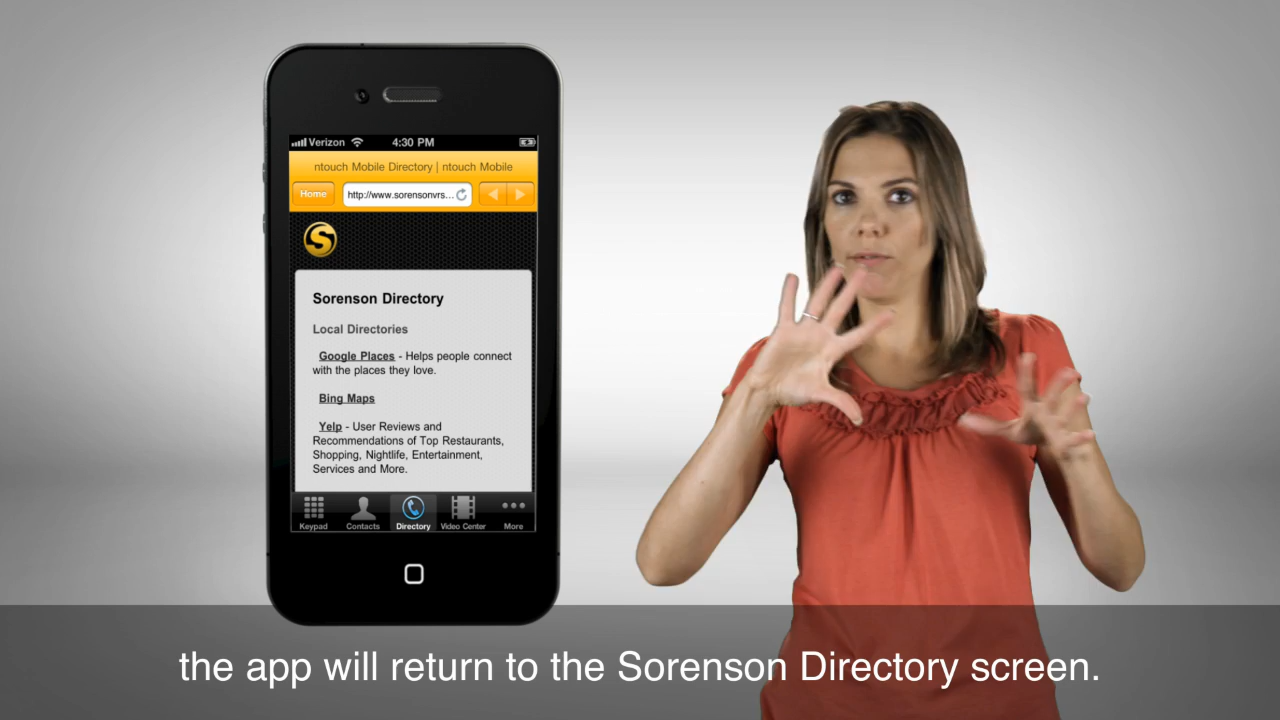 Verizon 4:30 PM
ntouch Mobile Directory | ntouch Mobile
Home http://www.sorensonvrs...
S
Sorenson Directory
Local Directories
Google Places - Helps people connect
with the places they love.
Bing Maps
Yelp - User Reviews and
Recommendations of Top Restaurants,
Shopping, Nightlife, Entertainment,
Services and More.
Keypad Contacts Directory Video Center More
the app will return to the Sorenson Directory screen.